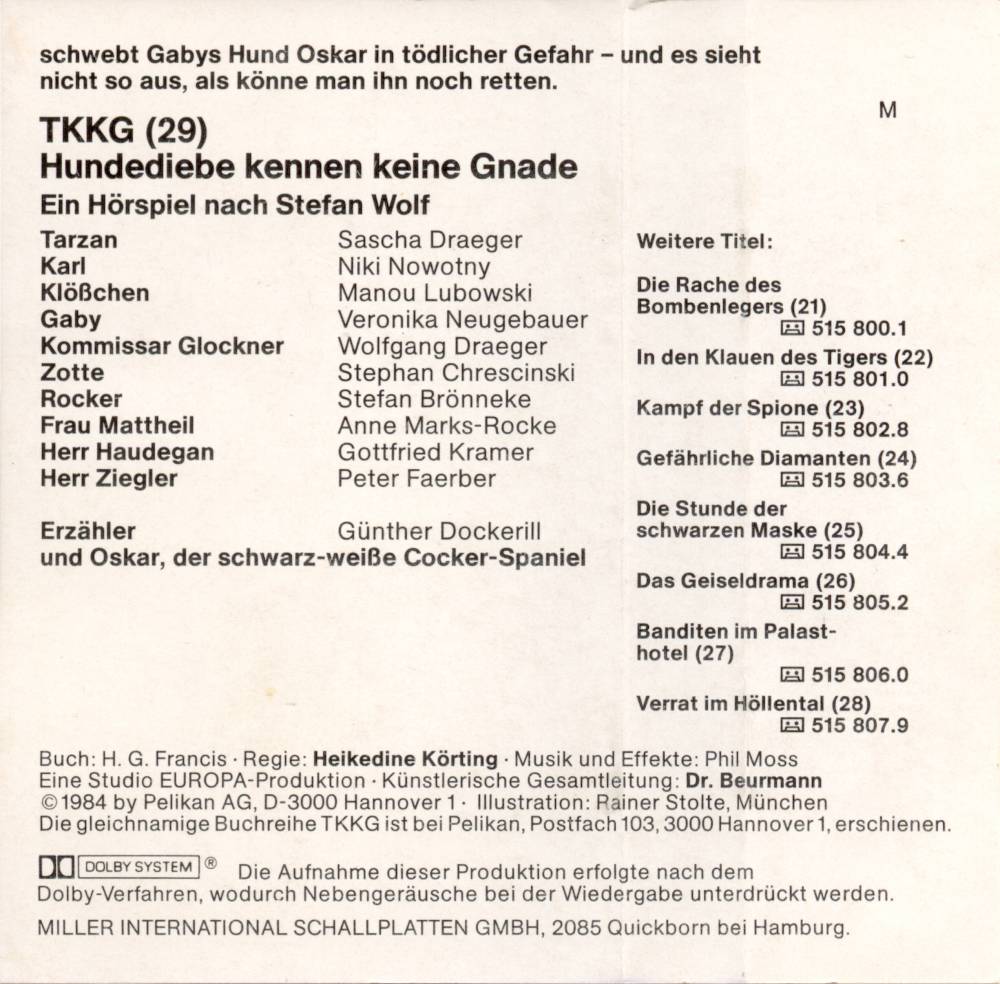 schwebt Gabys Hund Oskar in tödlicher Gefahr – und es sieht
nicht so aus, als könne man ihn noch retten.
M
TKKG (29)
Hundediebe kennen keine Gnade
Ein Hörspiel nach Stefan Wolf
Tarzan Sascha Draeger
Karl Niki Nowotny
Klößchen Manou Lubowski
Gaby Veronika Neugebauer
Kommissar Glockner Wolfgang Draeger
Zotte Stephan Chrescinski
Rocker Stefan Brönneke
Frau Mattheil Anne Marks-Rocke
Herr Haudegan Gottfried Kramer
Herr Ziegler Peter Faerber
Erzähler Günther Dockerill
und Oskar, der schwarz-weiße Cocker-Spaniel
Weitere Titel:
Die Rache des
Bombenlegers (21)
515 800.1
In den Klauen des Tigers (22)
515 801.0
Kampf der Spione (23)
515 802.8
Gefährliche Diamanten (24)
515 803.6
Die Stunde der
schwarzen Maske (25)
515 804.4
Das Geiseldrama (26)
515 805.2
Banditen im Palast-
hotel (27)
515 806.0
Verrat im Höllental (28)
515 807.9
Buch: H. G. Francis · Regie: Heikedine Körting · Musik und Effekte: Phil Moss
Eine Studio EUROPA-Produktion · Künstlerische Gesamtleitung: Dr. Beurmann
© 1984 by Pelikan AG, D-3000 Hannover 1 · Illustration: Rainer Stolte, München
Die gleichnamige Buchreihe TKKG ist bei Pelikan, Postfach 103, 3000 Hannover 1, erschienen.
DOLBY SYSTEM ® Die Aufnahme dieser Produktion erfolgte nach dem
Dolby-Verfahren, wodurch Nebengeräusche bei der Wiedergabe unterdrückt werden.
MILLER INTERNATIONAL SCHALLPLATTEN GMBH, 2085 Quickborn bei Hamburg.